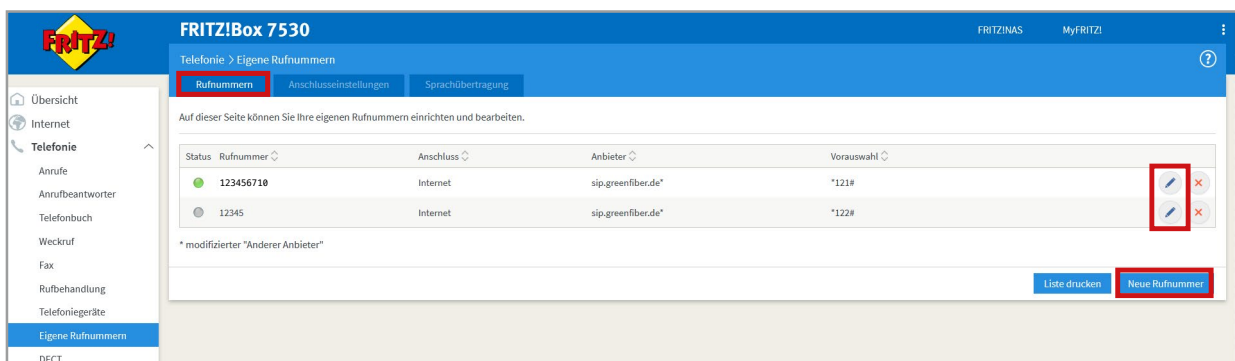 FRITZ!
FRITZ!Box 7530
FRITZ!NAS
MyFRITZ!
Telefonie > Eigene Rufnummern
?
Rufnummern
Anschlusseinstellungen
Sprachübertragung
Übersicht
Internet
Telefonie
Anrufe
Anrufbeantworter
Telefonbuch
Weckruf
Fax
Rufbehandlung
Telefoniegeräte
Eigene Rufnummern
DECT
Auf dieser Seite können Sie Ihre eigenen Rufnummern einrichten und bearbeiten.
Status Rufnummer Anschluss Anbieter Vorauswahl
123456710 Internet sip.greenfiber.de* *121#
12345 Internet sip.greenfiber.de* *122#
* modifizierter "Anderer Anbieter"
Liste drucken
Neue Rufnummer